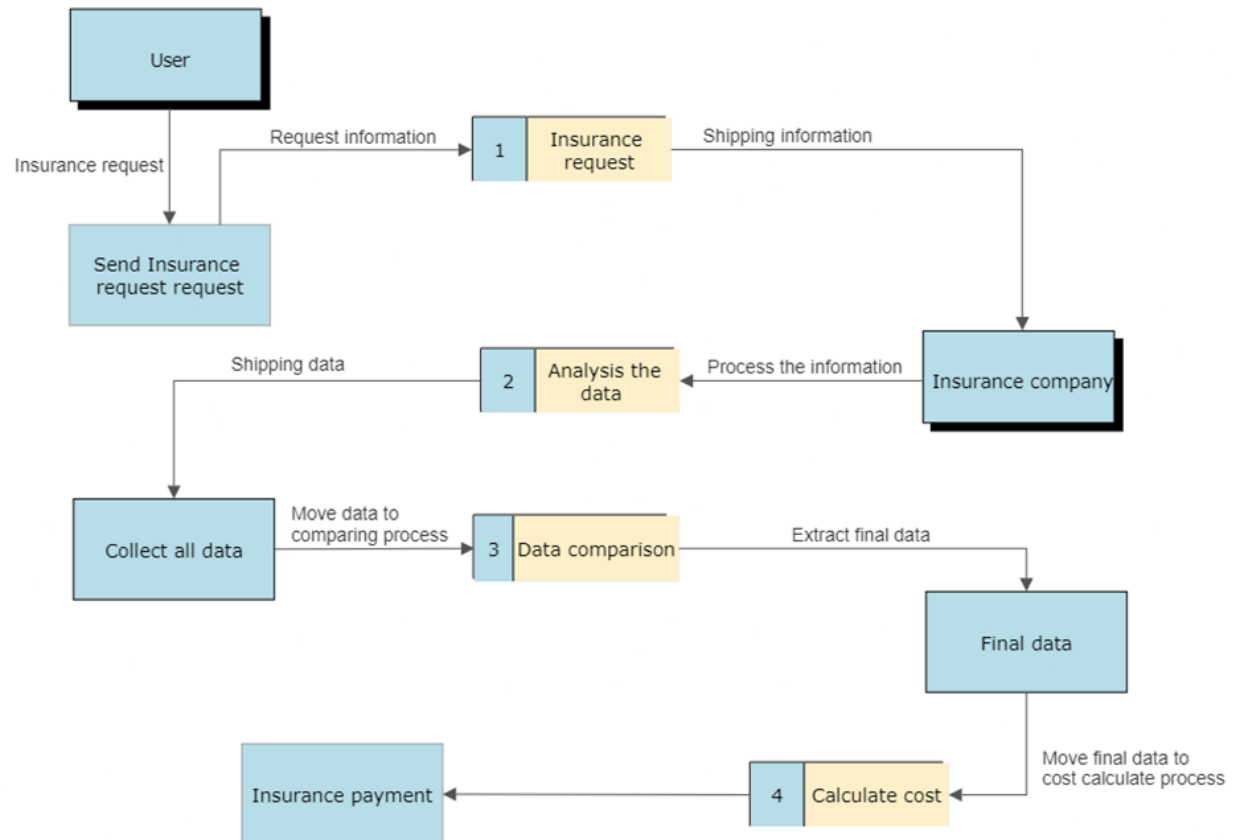 User
Insurance request
Request information
1
Insurance
request
Shipping information
Send Insurance
request request
Insurance company
Process the information
2
Analysis the
data
Shipping data
Collect all data
Move data to
comparing process
3
Data comparison
Extract final data
Final data
Move final data to
cost calculate process
4
Calculate cost
Insurance payment